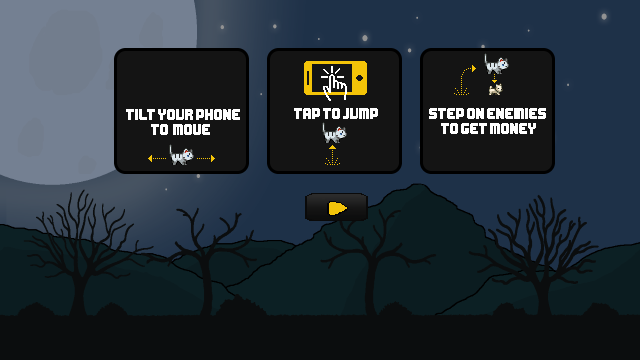 TILT YOUR PHONE
TO MOVE
TAP TO JUMP
STEP ON ENEMIES
TO GET MONEY